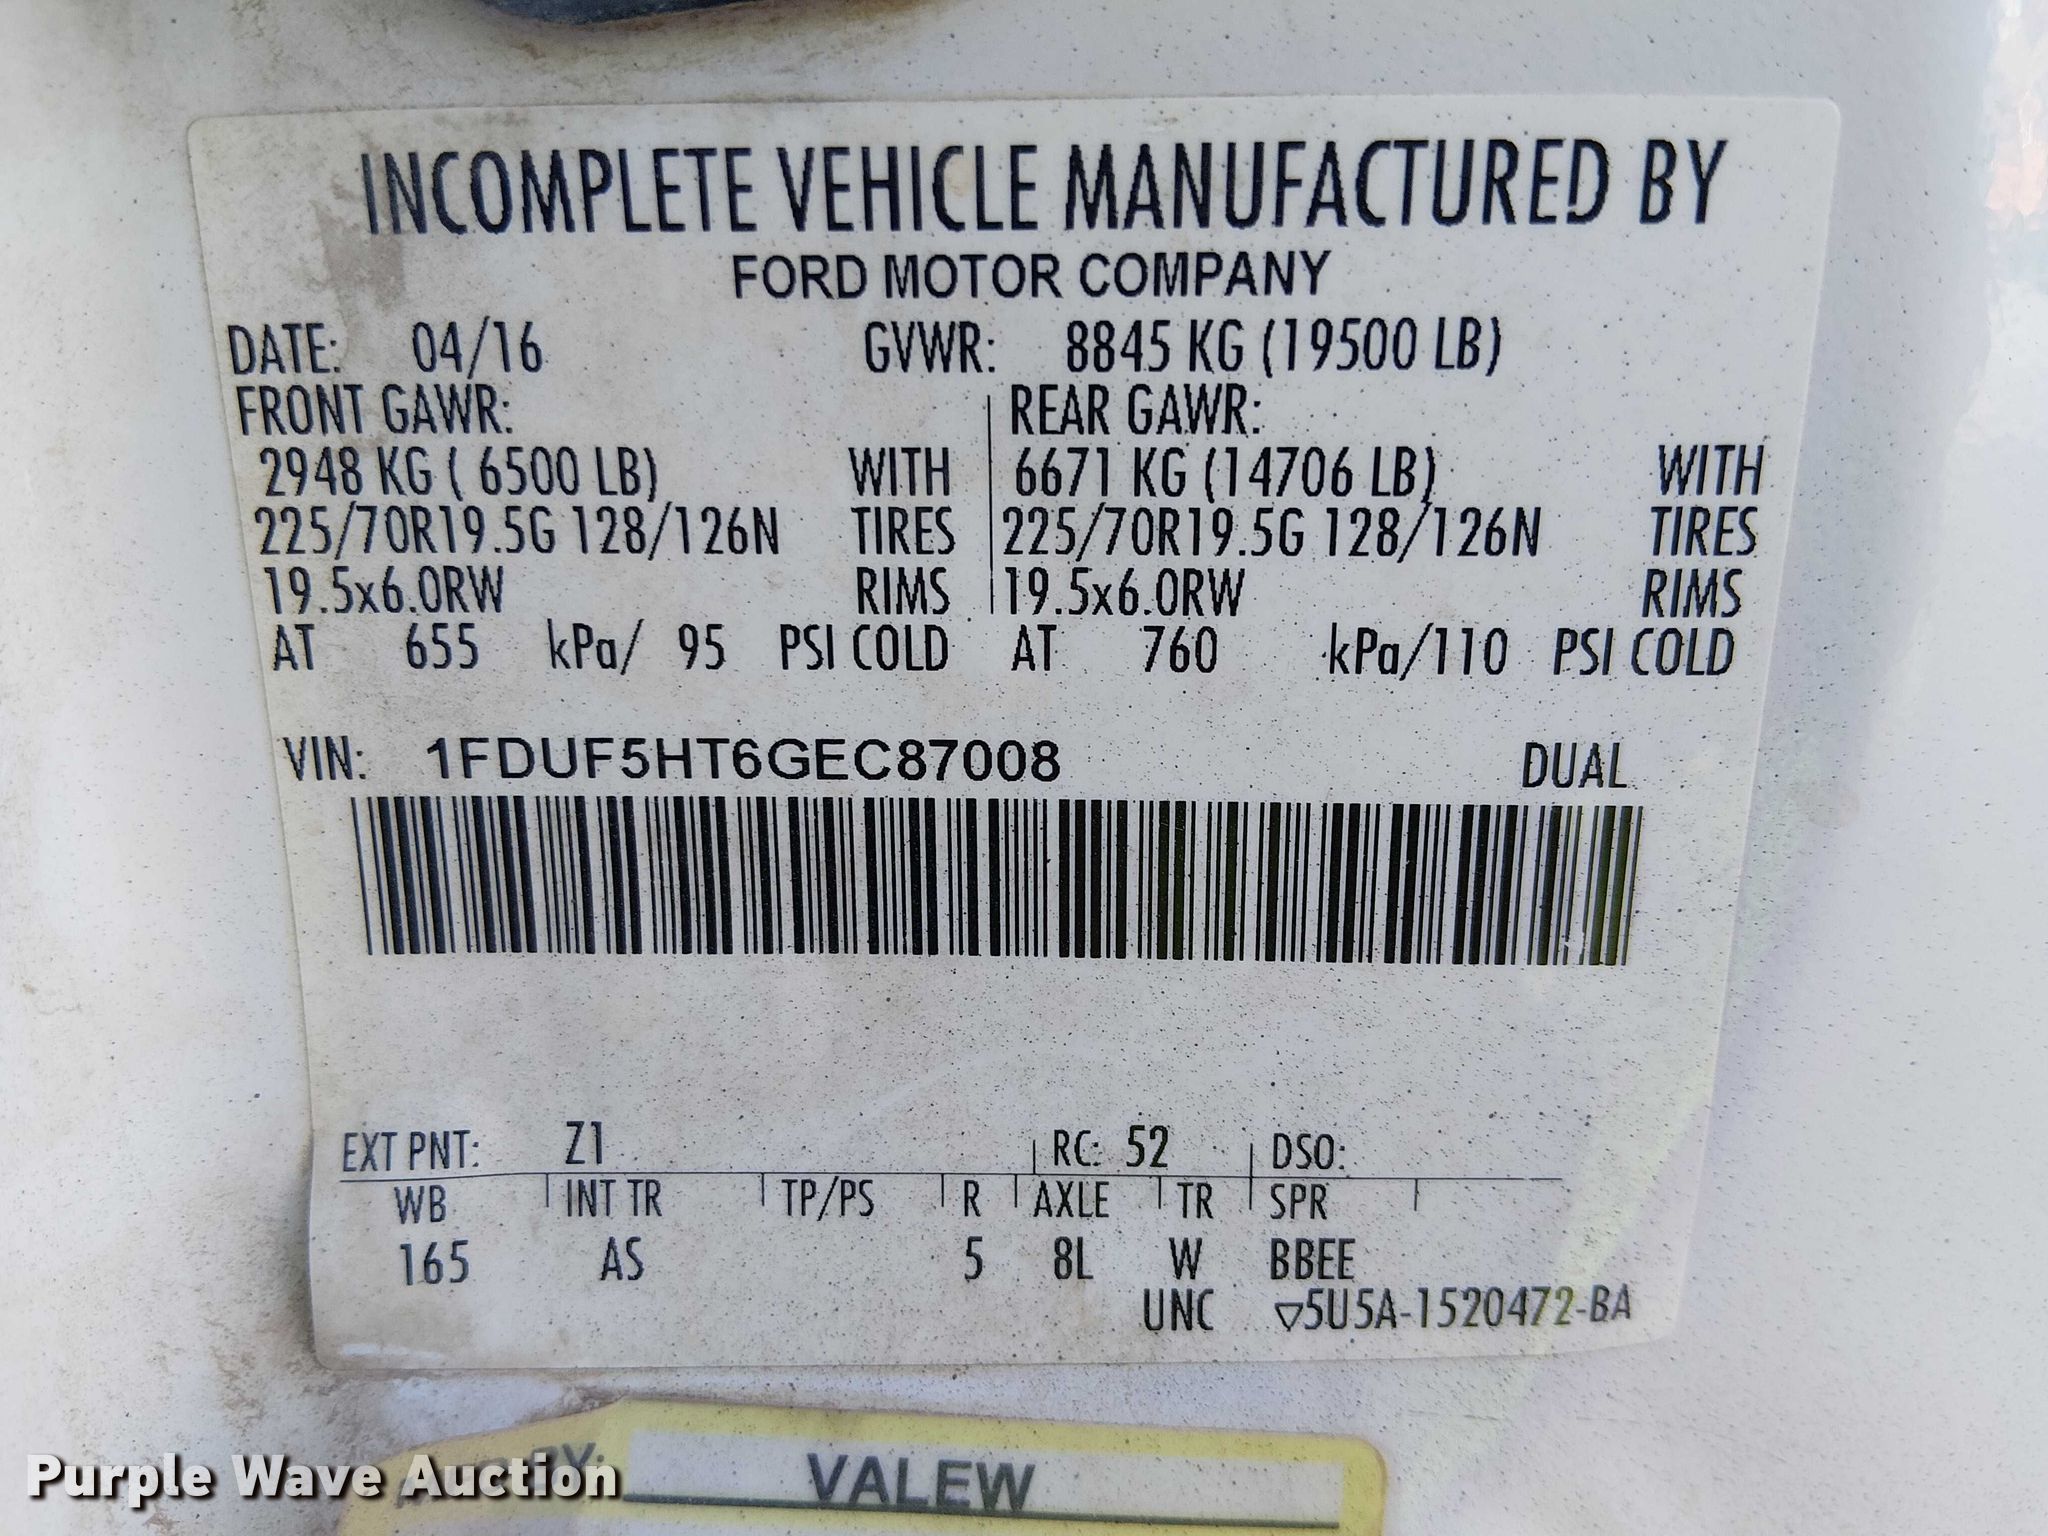 INCOMPLETE VEHICLE MANUFACTURED BY
FORD MOTOR COMPANY
DATE: 04/16 GVWR: 8845 KG (19500 LB)
FRONT GAWR: REAR GAWR:
2948 KG ( 6500 LB) WITH 6671 KG (14706 LB) WITH
225/70R19.5G 128/126N TIRES 225/70R19.5G 128/126N TIRES
19.5x6.0RW RIMS 19.5x6.0RW RIMS
AT 655 kPa/ 95 PSI COLD AT 760 kPa/110 PSI COLD
VIN: 1FDUF5HT6GEC87008 DUAL
EXT PNT: Z1 RC: 52 DSO:
WB INT TR TP/PS R AXLE TR SPR
165 AS 5 8L W BBEE
UNC ▽5U5A-1520472-BA
BY: VALEW
Purple Wave Auction